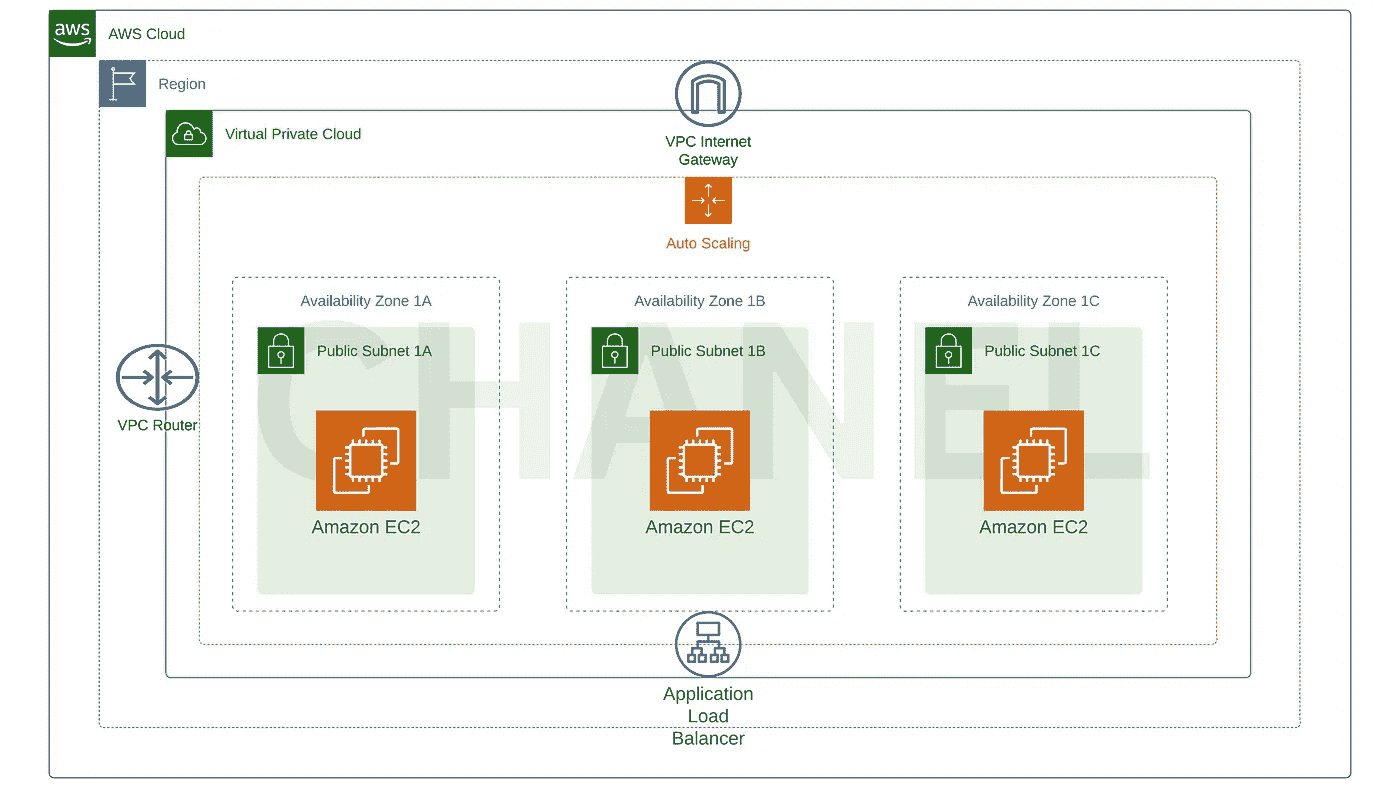 aws
AWS Cloud
Region
Virtual Private Cloud
VPC Internet
Gateway
Auto Scaling
Availability Zone 1A
Availability Zone 1B
Availability Zone 1C
Public Subnet 1A
Public Subnet 1B
Public Subnet 1C
CHANEL
VPC Router
Amazon EC2
Amazon EC2
Amazon EC2
Application
Load
Balancer